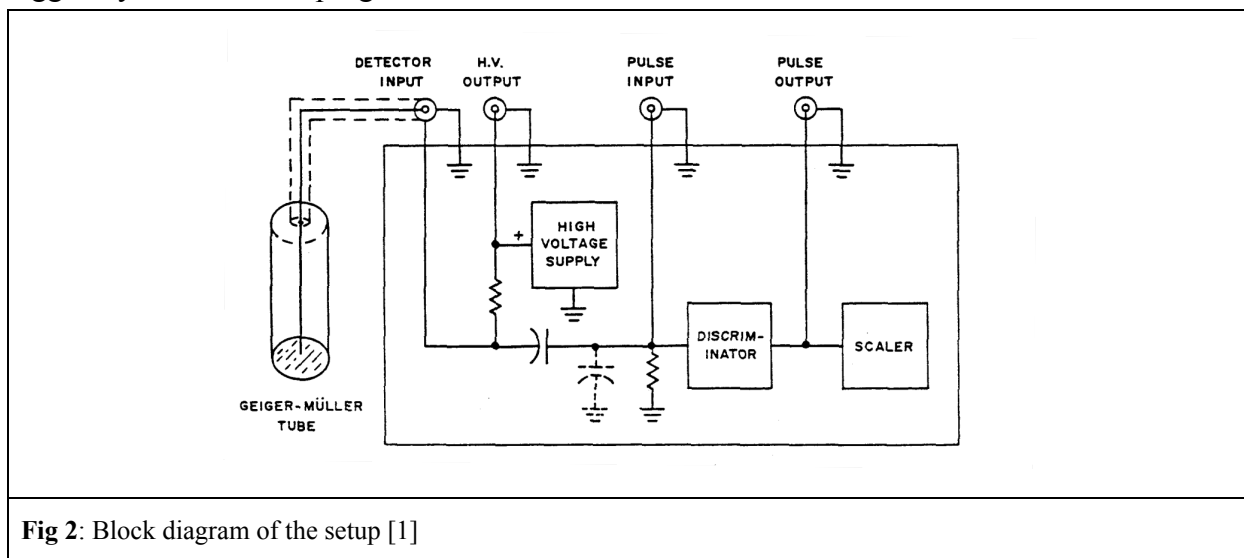 DETECTOR
INPUT
H.V.
OUTPUT
PULSE
INPUT
PULSE
OUTPUT
+
HIGH
VOLTAGE
SUPPLY
DISCRIM-
INATOR
SCALER
GEIGER-MÜLLER
TUBE
Fig 2: Block diagram of the setup [1]